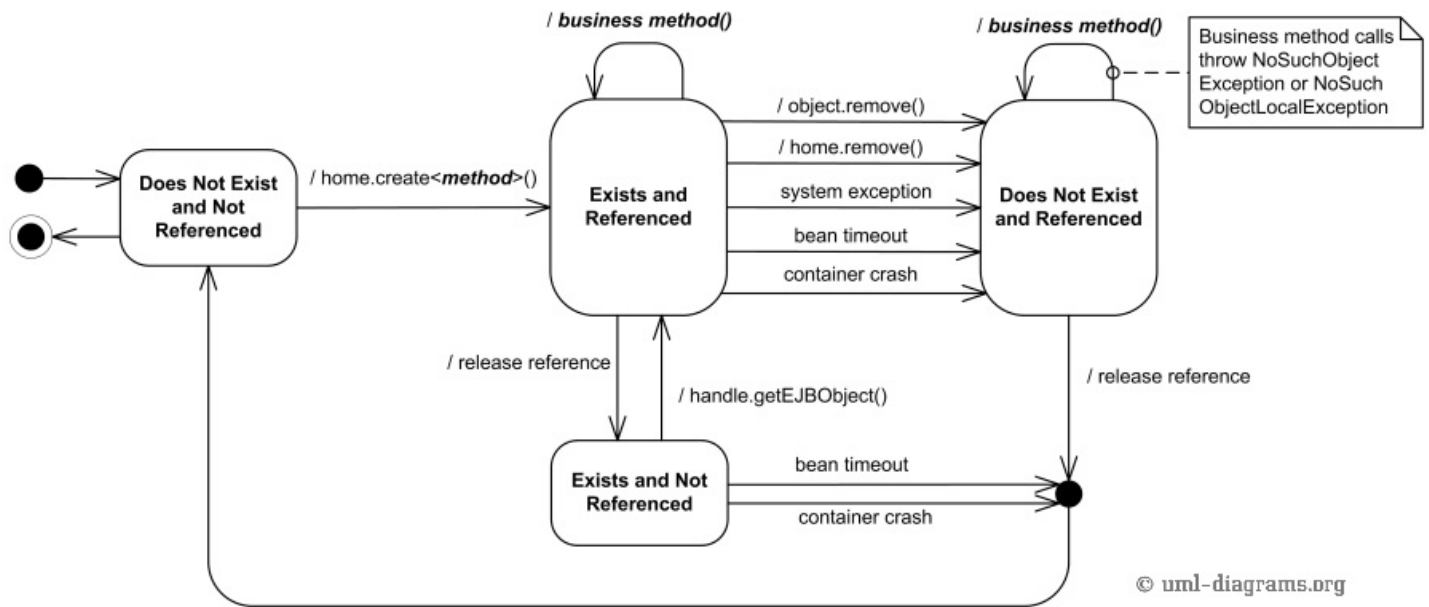 / business method()
/ business method()
Business method calls
throw NoSuchObject
Exception or NoSuch
ObjectLocalException
/ object.remove()
/ home.remove()
Does Not Exist
and Not
Referenced
/ home.create<method>()
Exists and
Referenced
system exception
Does Not Exist
and Referenced
bean timeout
container crash
/ release reference
/ handle.getEJBObject()
/ release reference
Exists and Not
Referenced
bean timeout
container crash
© uml-diagrams.org